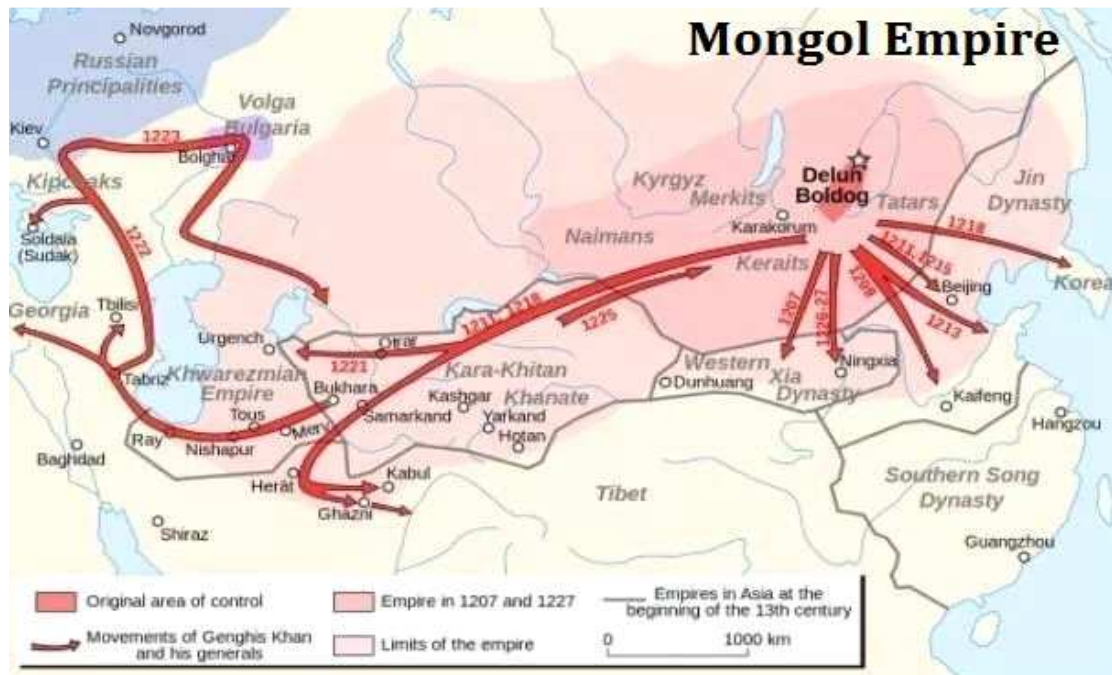 Mongol Empire
Novgorod
Russian
Principalities
Volga
Bulgaria
Kiev
1223
Bolghar
Kipchaks
Soldaia
(Sudak)
1222
Georgia
Tbilisi
Tabriz
Urgench
Khwarezmian
Empire
Otrar
1221
Bukhara
Samarkand
Tous
Merv
Ray
Nishapur
Baghdad
Shiraz
Herat
Kabul
Ghazni
Kara-Khitan
Khanate
Kashgar
Yarkand
Hotan
1211, 1218
1225
Kyrgyz
Merkits
Naimans
Keraits
Delun
Boldog
Karakorum
Tatars
Jin
Dynasty
1218
1211, 1215
Beijing
Korea
1213
1209
1207
1226-27
Western
Xia
Dynasty
Dunhuang
Ningxia
Kaifeng
Hangzou
Southern Song
Dynasty
Guangzhou
Tibet
Original area of control
Movements of Genghis Khan
and his generals
Empire in 1207 and 1227
Limits of the empire
Empires in Asia at the
beginning of the 13th century
0 1000 km